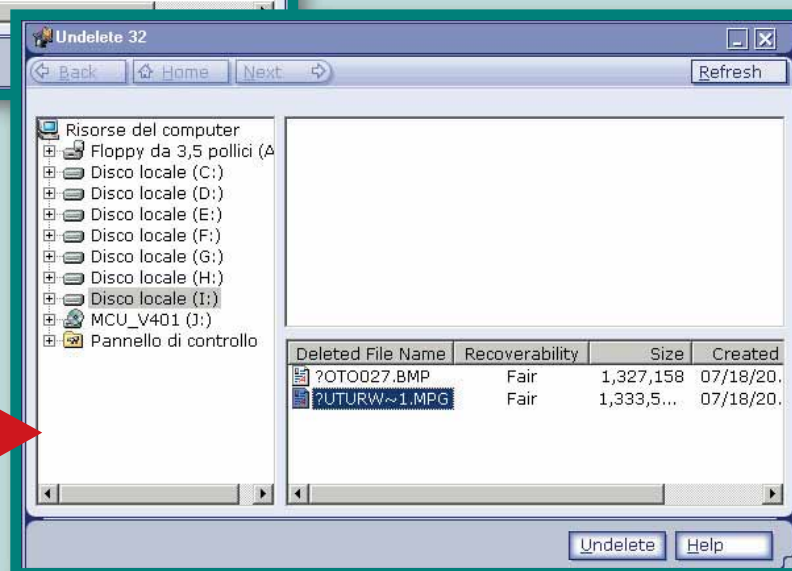 Undelete 32
Back Home Next Refresh
Risorse del computer
Floppy da 3,5 pollici (A
Disco locale (C:)
Disco locale (D:)
Disco locale (E:)
Disco locale (F:)
Disco locale (G:)
Disco locale (H:)
Disco locale (I:)
MCU_V401 (J:)
Pannello di controllo
Deleted File Name Recoverability Size Created
?OTO027.BMP Fair 1,327,158 07/18/20.
?UTURW~1.MPG Fair 1,333,5... 07/18/20.
Undelete Help